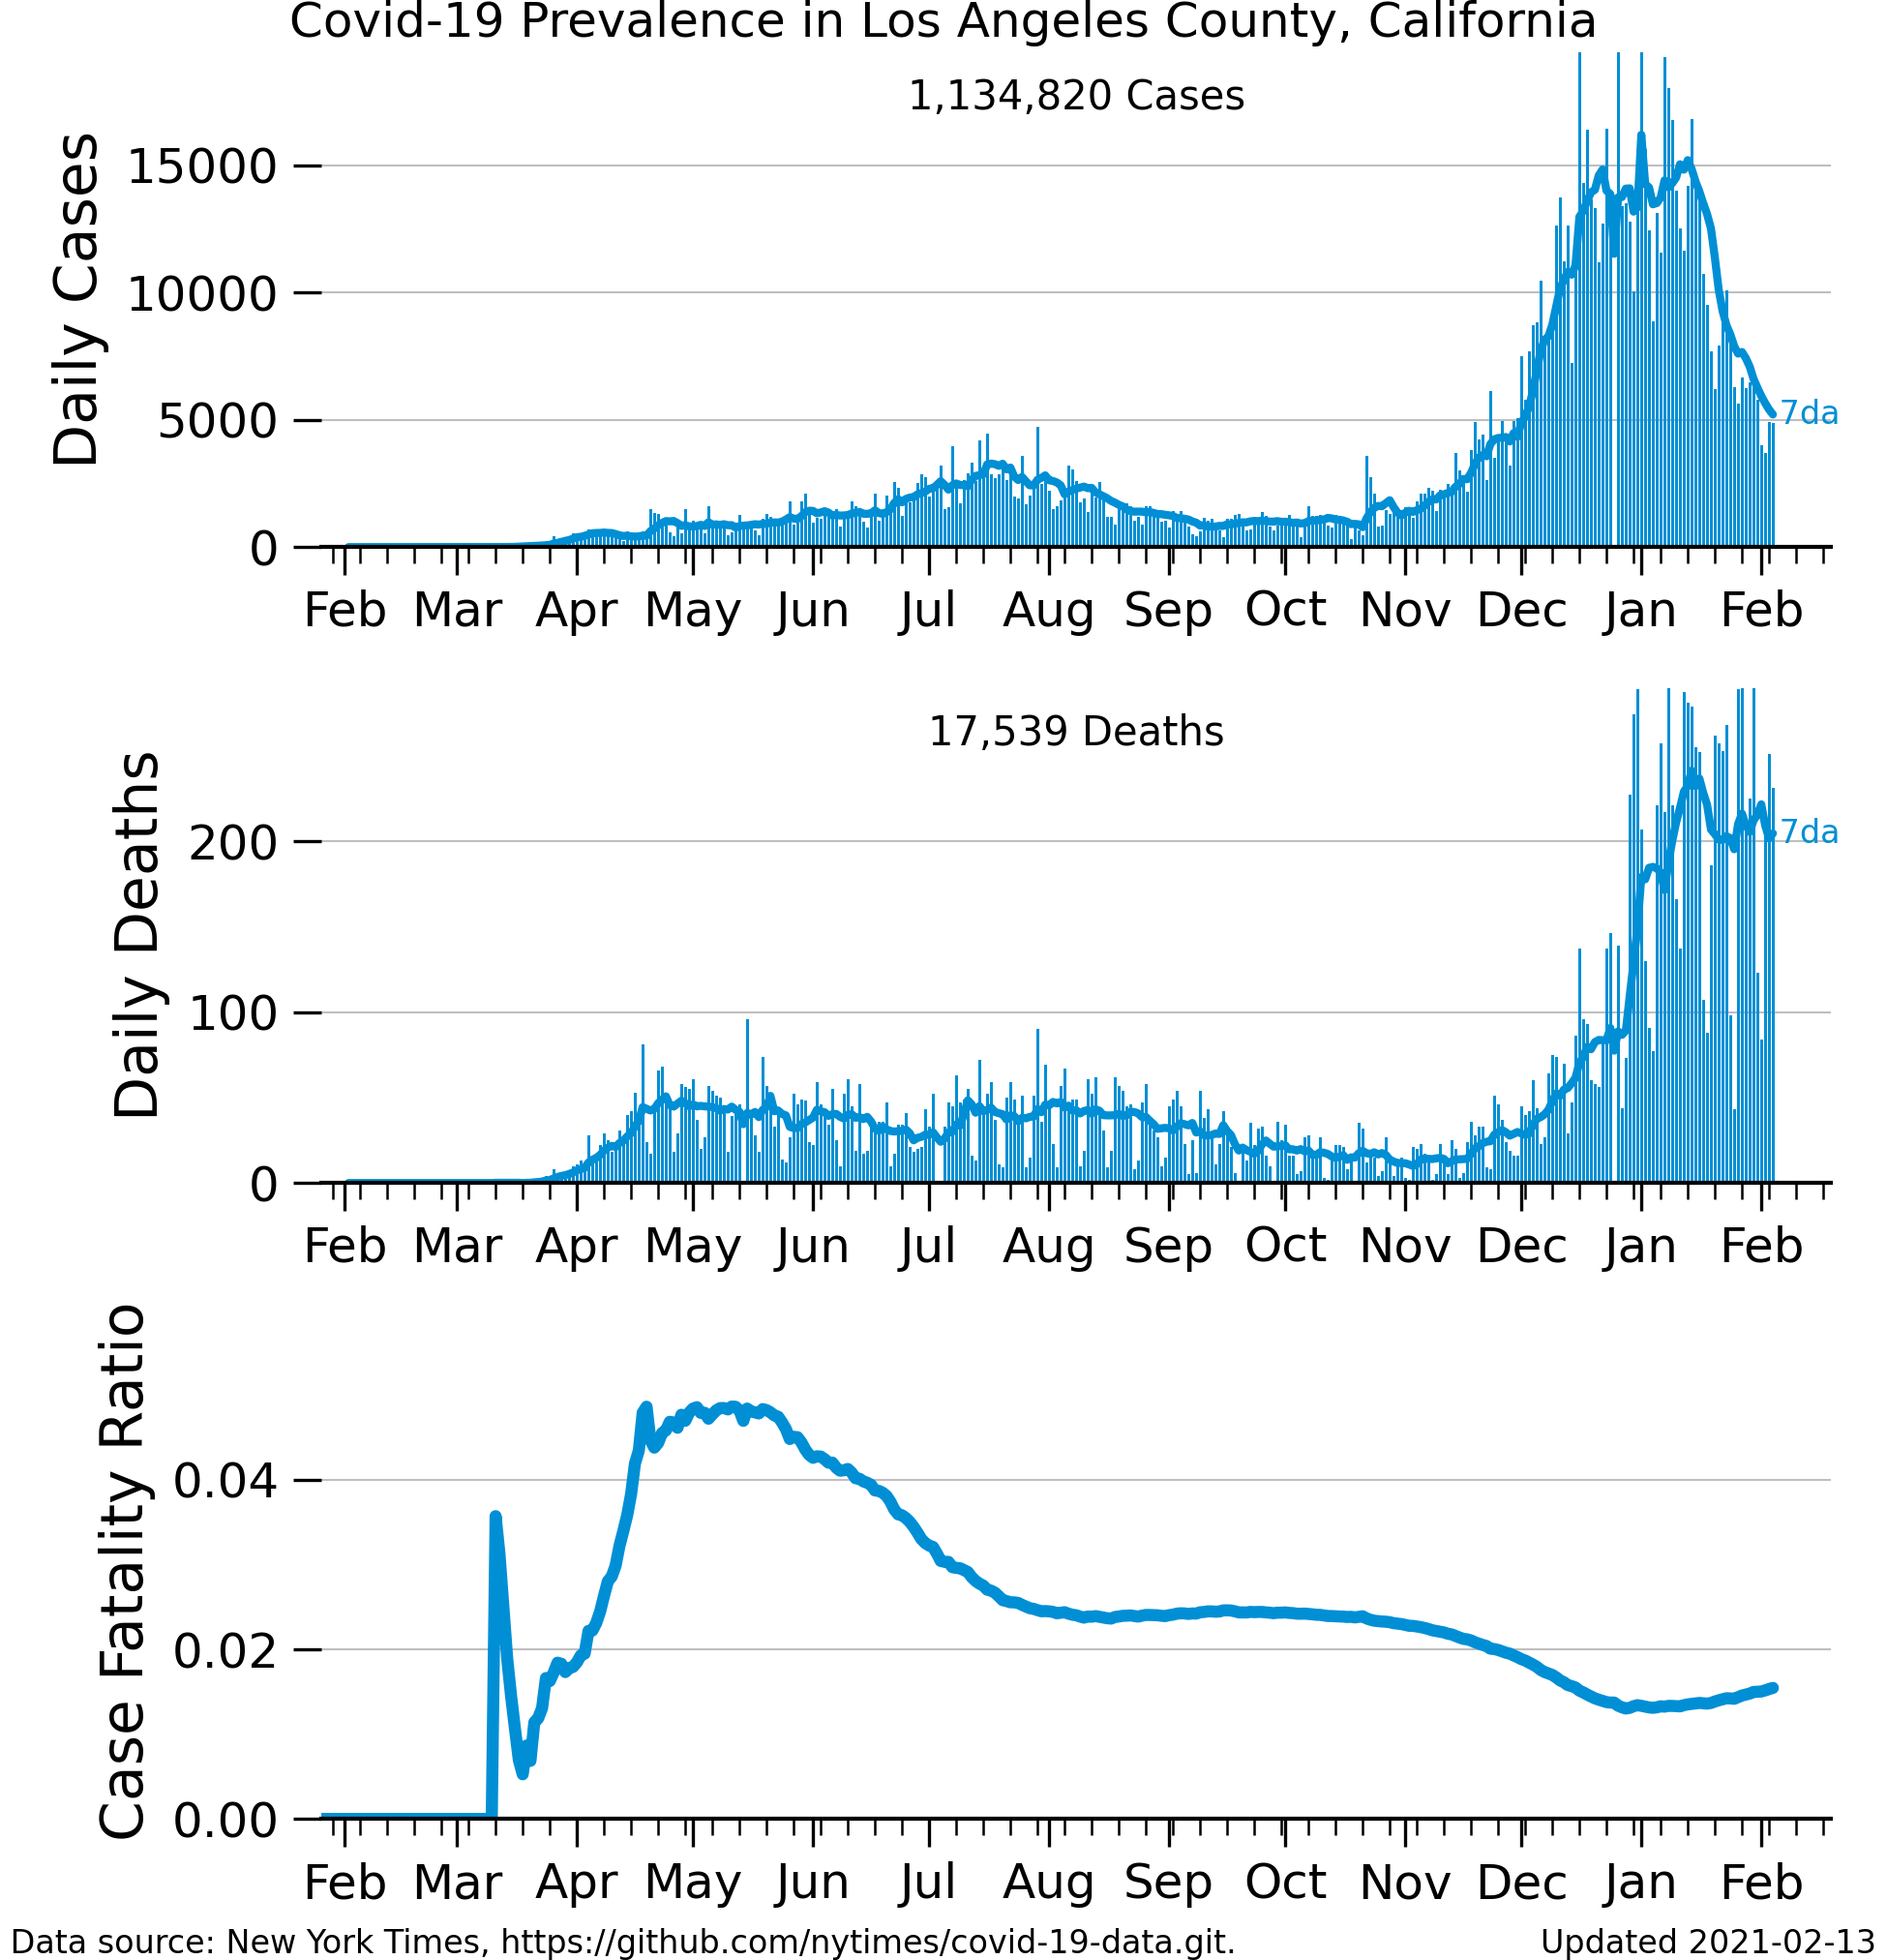 Covid-19 Prevalence in Los Angeles County, California
1,134,820 Cases
Daily Cases
15000
10000
5000
0
7da
Feb Mar Apr May Jun Jul Aug Sep Oct Nov Dec Jan Feb
17,539 Deaths
Daily Deaths
200
100
0
7da
Feb Mar Apr May Jun Jul Aug Sep Oct Nov Dec Jan Feb
Case Fatality Ratio
0.04
0.02
0.00
Feb Mar Apr May Jun Jul Aug Sep Oct Nov Dec Jan Feb
Data source: New York Times, https://github.com/nytimes/covid-19-data.git.
Updated 2021-02-13